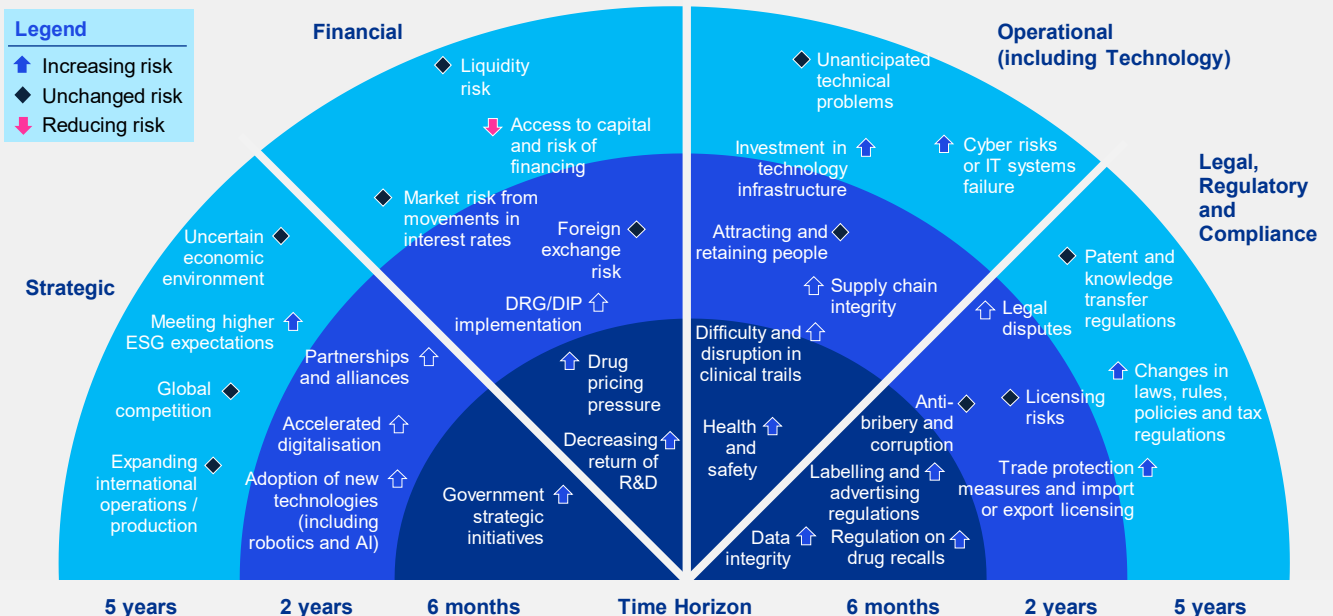 Legend
Increasing risk
Unchanged risk
Reducing risk
Financial
Liquidity
risk
Access to capital
and risk of
financing
Market risk from
movements in
interest rates
Foreign
exchange
risk
DRG/DIP
implementation
Drug
pricing
pressure
Decreasing
return of
R&D
Operational
(including Technology)
Unanticipated
technical
problems
Investment in
technology
infrastructure
Cyber risks
or IT systems
failure
Attracting and
retaining people
Supply chain
integrity
Difficulty and
disruption in
clinical trails
Health
and
safety
Strategic
Uncertain
economic
environment
Meeting higher
ESG expectations
Global
competition
Expanding
international
operations /
production
Partnerships
and alliances
Accelerated
digitalisation
Adoption of new
technologies
(including
robotics and AI)
Government
strategic
initiatives
Legal,
Regulatory
and
Compliance
Patent and
knowledge
transfer
regulations
Legal
disputes
Changes in
laws, rules,
policies and tax
regulations
Licensing
risks
Anti-
bribery and
corruption
Trade protection
measures and import
or export licensing
Labelling and
advertising
regulations
Data
integrity
Regulation on
drug recalls
5 years
2 years
6 months
Time Horizon
6 months
2 years
5 years